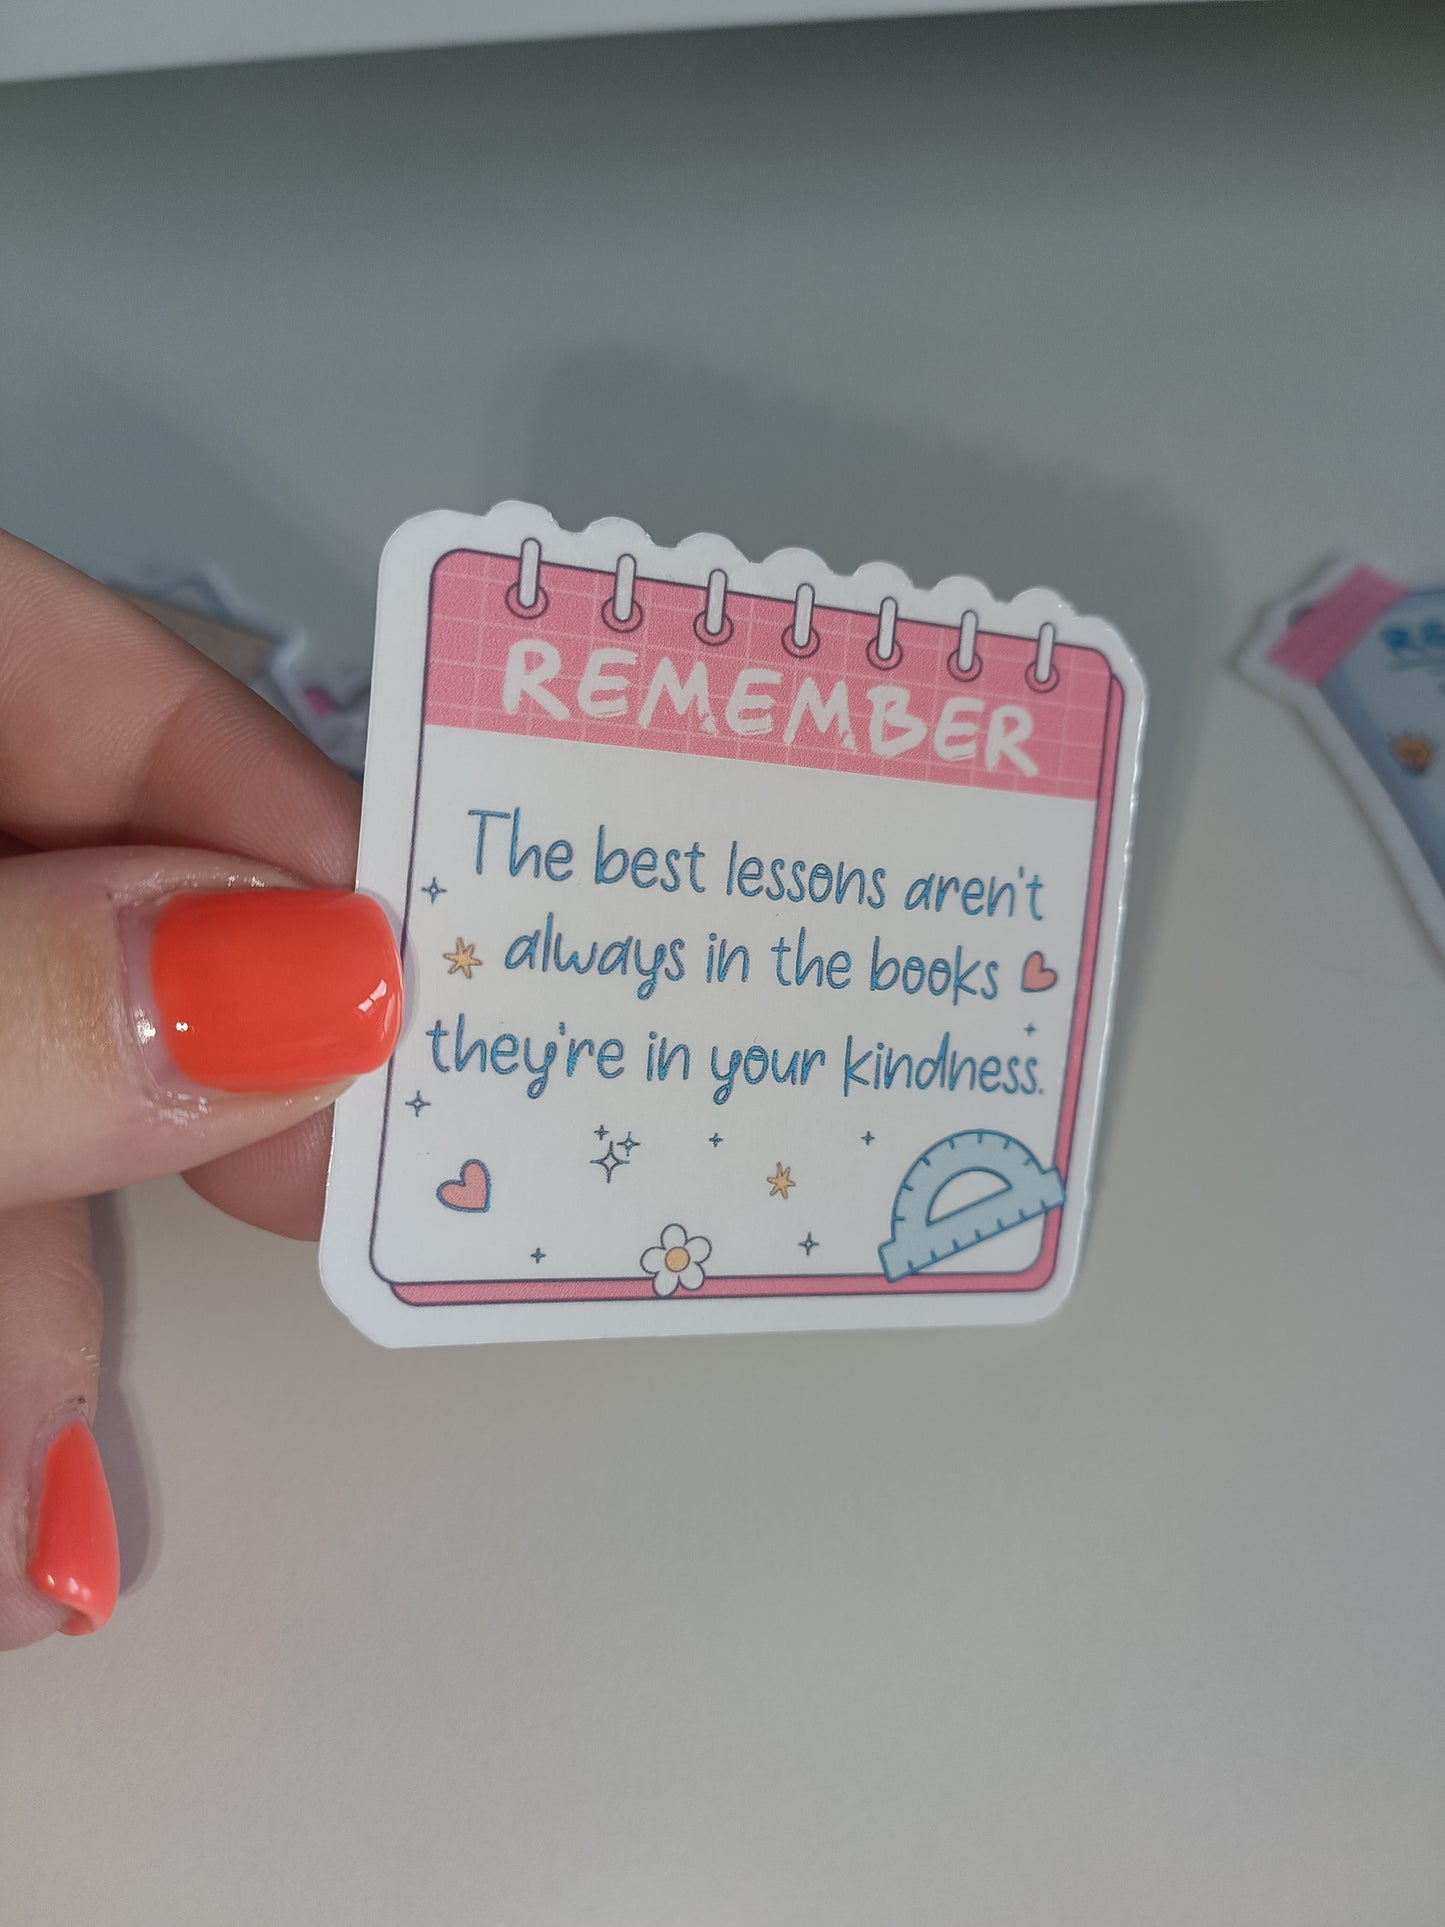 REMEMBER
The best lessons aren't
always in the books
they're in your kindness.